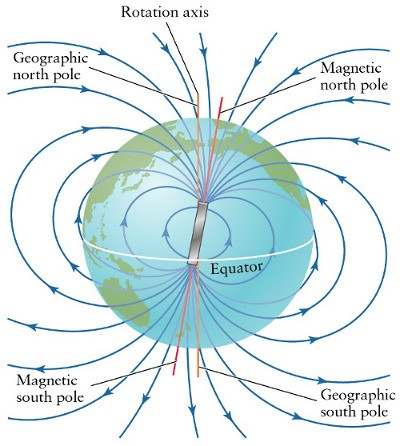 Rotation axis
Geographic
north pole
Magnetic
north pole
Equator
Magnetic
south pole
Geographic
south pole